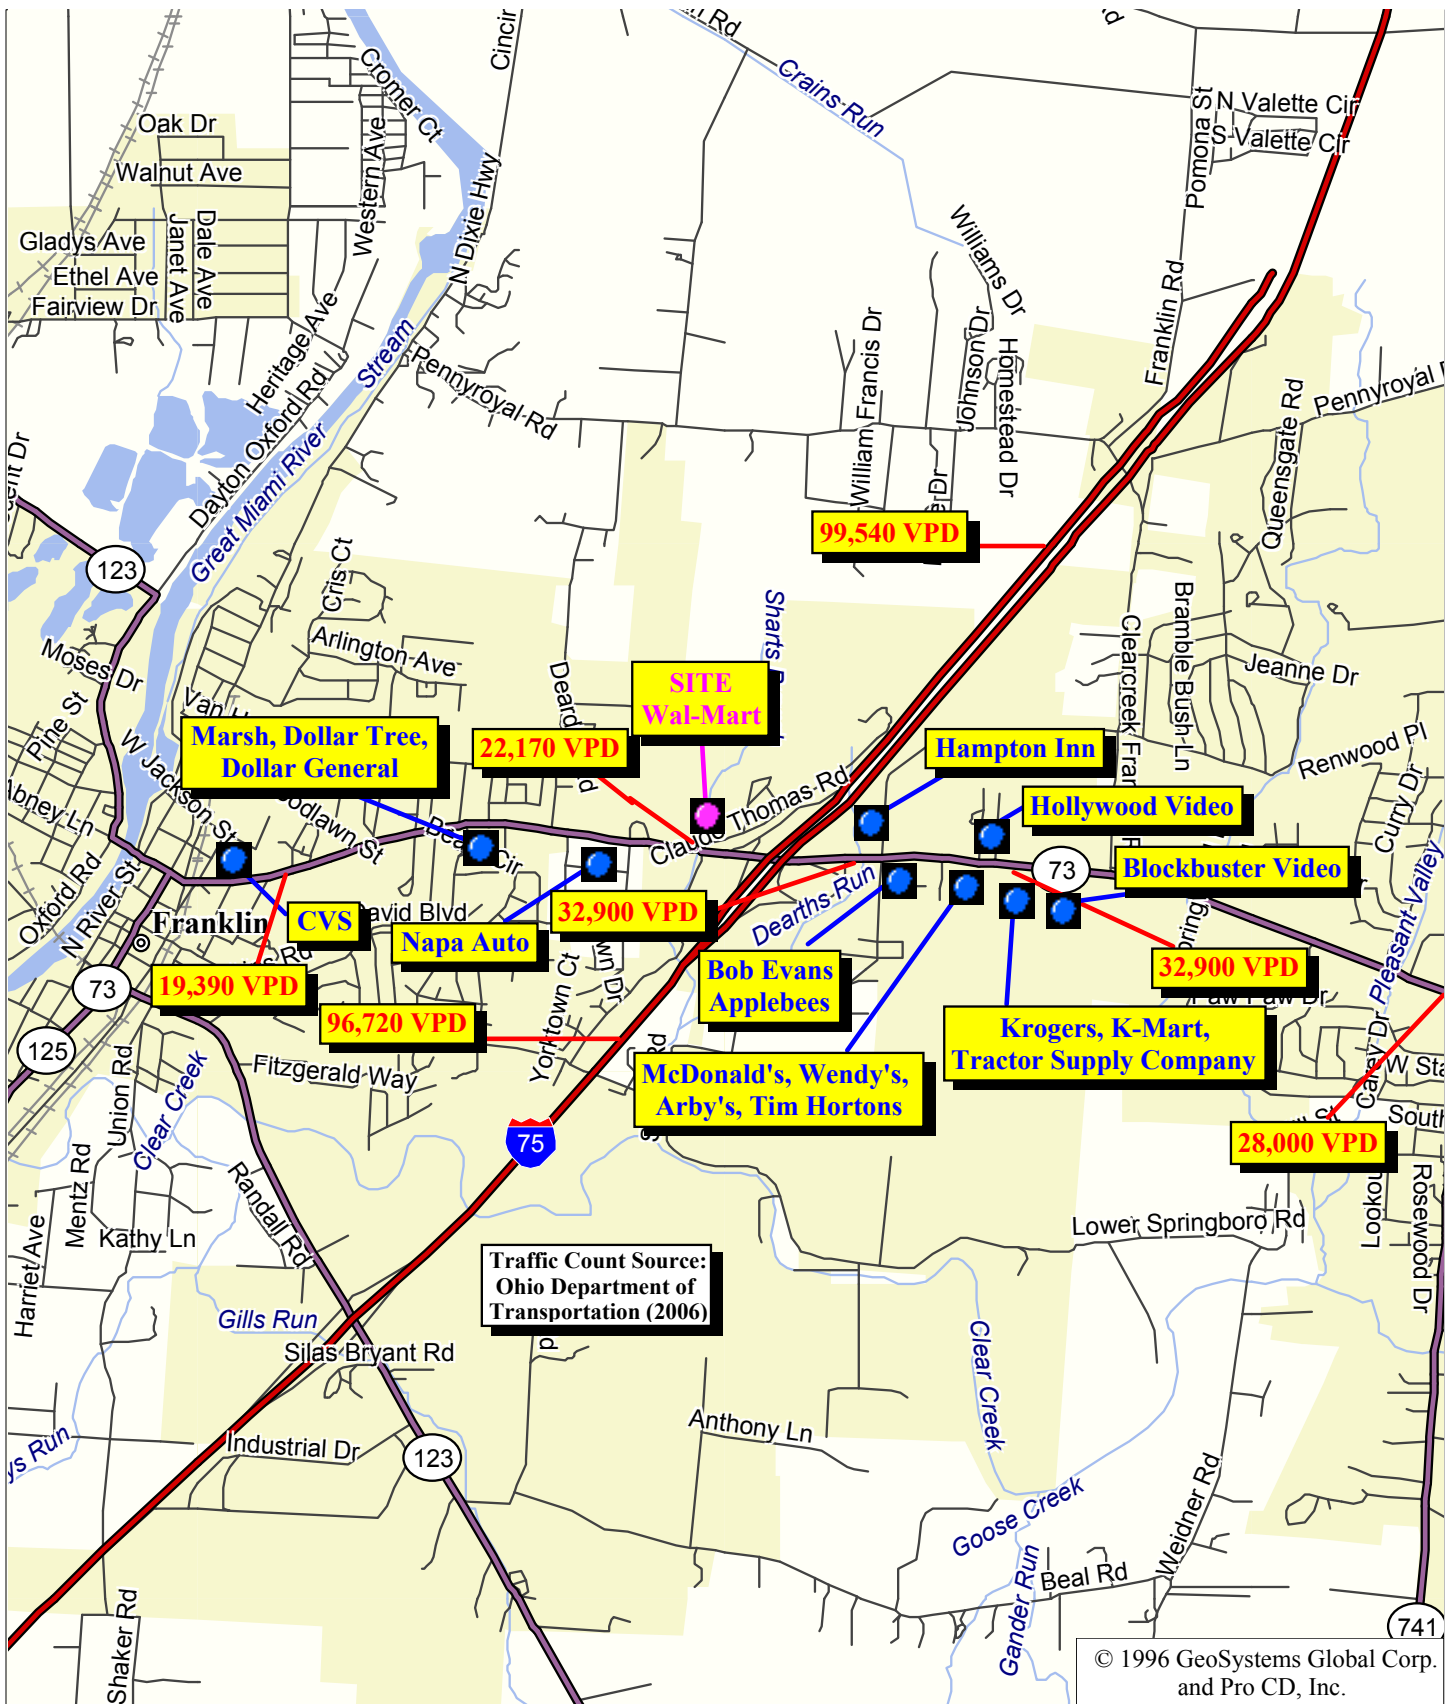 Cromer Ct
Crains Run
Pomona St
N Valette Cir
S Valette Cir
Oak Dr
Walnut Ave
Western Ave
N Dixie Hwy
Gladys Ave
Janet Ave
Dale Ave
Ethel Ave
Fairview Dr
Williams Dr
Franklin Rd
Heritage Ave
Stream
Pennyroyal Rd
William Francis Dr
Johnson Dr
Homestead Dr
Queensgate Rd
Pennyroyal
Dayton Oxford Rd
Great Miami River
99,540 VPD
123
Cris Ct
Arlington Ave
Sharts
Bramble Bush Ln
Jeanne Dr
Moses Dr
Pine St
SITE
Wal-Mart
Marsh, Dollar Tree,
Dollar General
22,170 VPD
Hampton Inn
Renwood Pl
W Jackson St
Claude Thomas Rd
Hollywood Video
Curry Dr
Abney Ln
73
Blockbuster Video
Oxford Rd
N River St
Franklin
CVS
David Blvd
Napa Auto
32,900 VPD
Dearths Run
Pleasant Valley
19,390 VPD
Bob Evans
Applebees
32,900 VPD
73
96,720 VPD
Yorktown Ct
Krogers, K-Mart,
Tractor Supply Company
125
Union Rd
Clear Creek
Fitzgerald Way
McDonald's, Wendy's,
Arby's, Tim Hortons
Carey Dr
W Sta
South
75
28,000 VPD
Mentz Rd
Randall Rd
Rosewood Dr
Kathy Ln
Harriet Ave
Lower Springboro Rd
Traffic Count Source:
Ohio Department of
Transportation (2006)
Gills Run
Silas Bryant Rd
Clear Creek
Anthony Ln
Industrial Dr
123
Goose Creek
Weidner Rd
Gander Run
Beal Rd
Shaker Rd
741
© 1996 GeoSystems Global Corp.
and Pro CD, Inc.